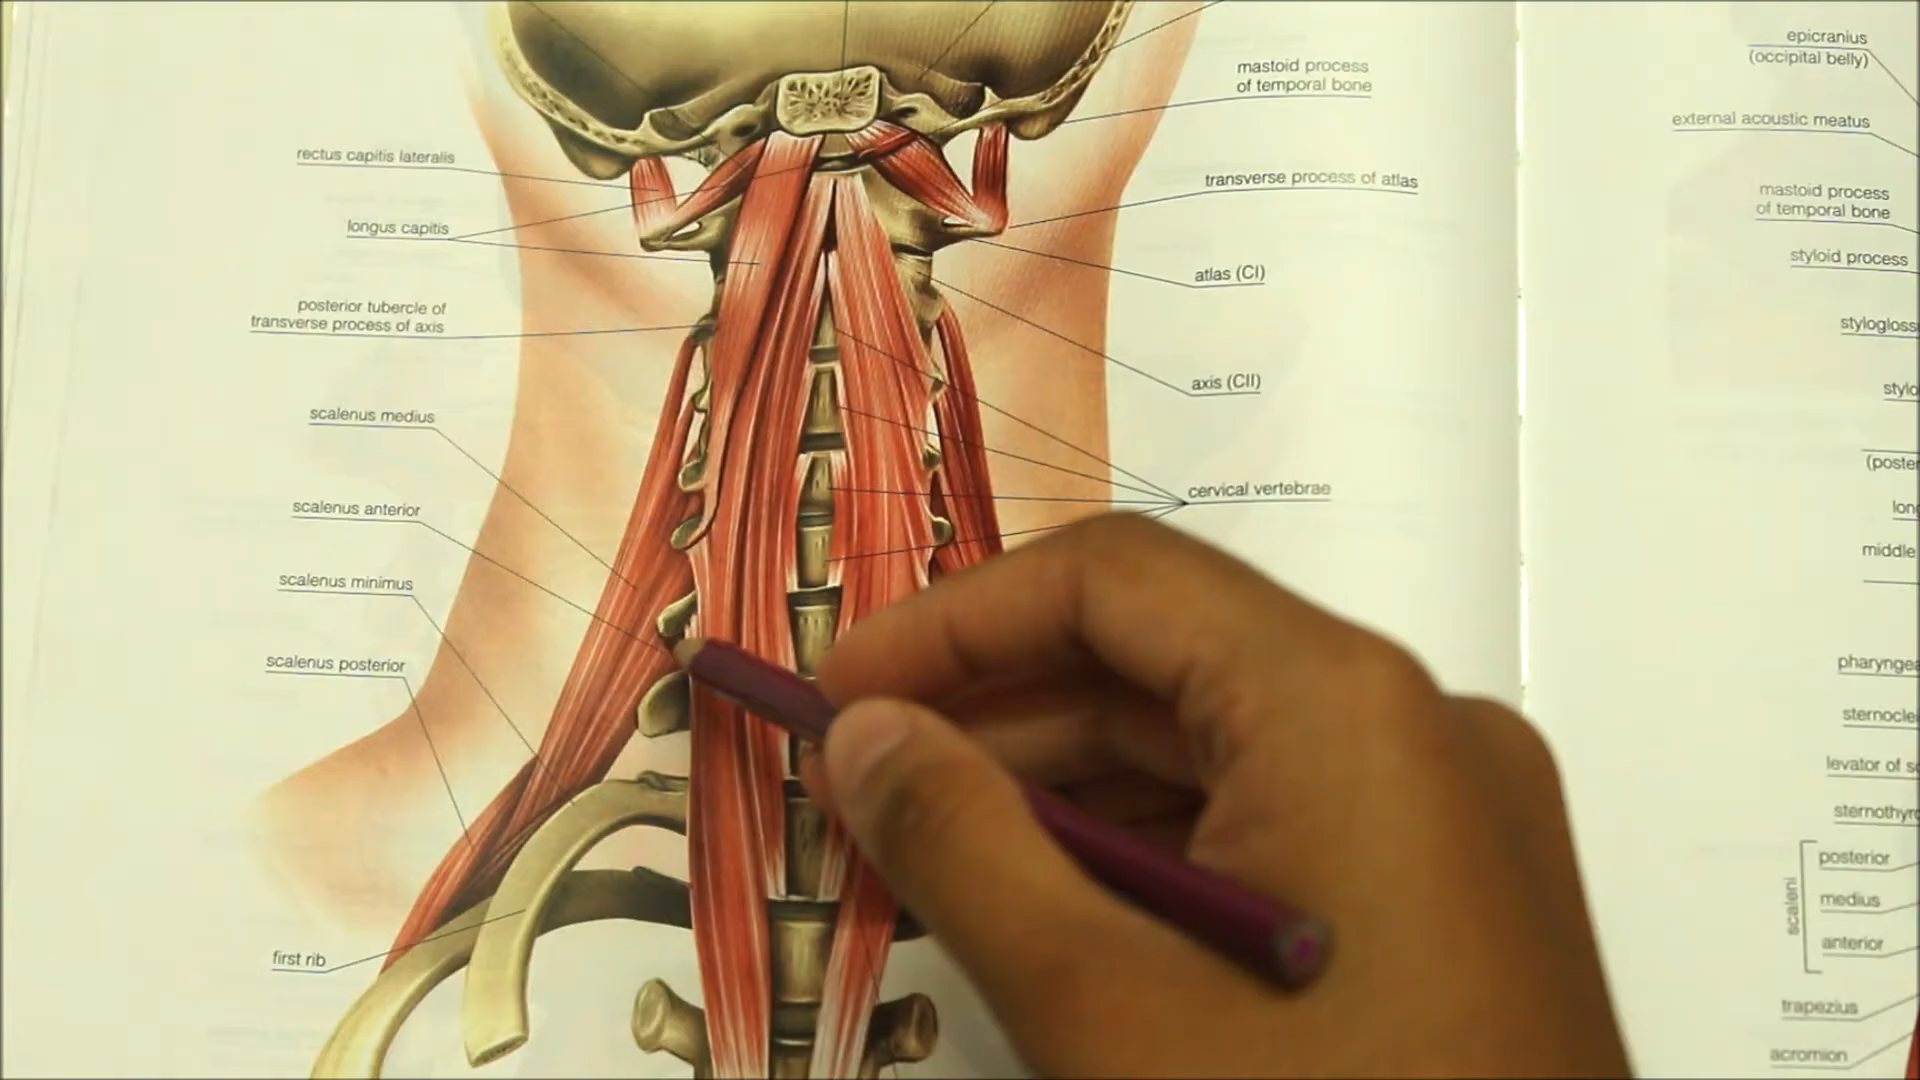 rectus capitis lateralis
longus capitis
posterior tubercle of
transverse process of axis
scalenus medius
scalenus anterior
scalenus minimus
scalenus posterior
first rib
mastoid process
of temporal bone
transverse process of atlas
atlas (CI)
axis (CII)
cervical vertebrae
epicranius
(occipital belly)
external acoustic meatus
mastoid process
of temporal bone
styloid process
middle
scaleni
posterior
medius
anterior
trapezius
acromion